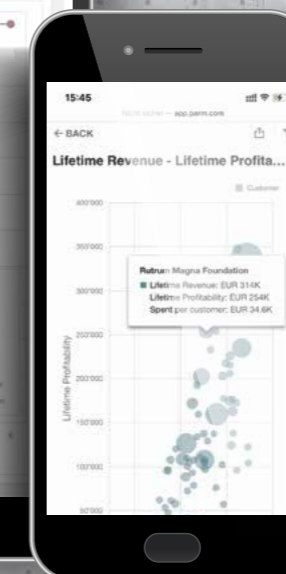 15:45
— app.parm.com
← BACK
Lifetime Revenue - Lifetime Profita...
Customer
400'000
350'000
Rutrum Magna Foundation
Lifetime Revenue: EUR 314K
300'000
Lifetime Profitability: EUR 254K
Spent per customer: EUR 34.6K
250'000
Lifetime Profitability
200'000
150'000
100'000
50'000